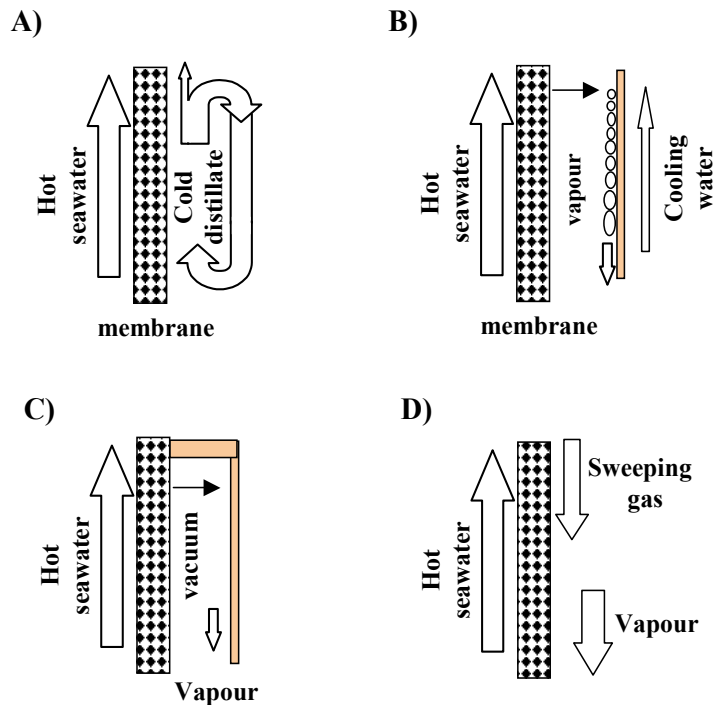 A)
Hot
seawater
Cold
distillate
membrane
B)
Hot
seawater
vapour
Cooling
water
membrane
C)
Hot
seawater
vacuum
Vapour
D)
Hot
seawater
Sweeping
gas
Vapour